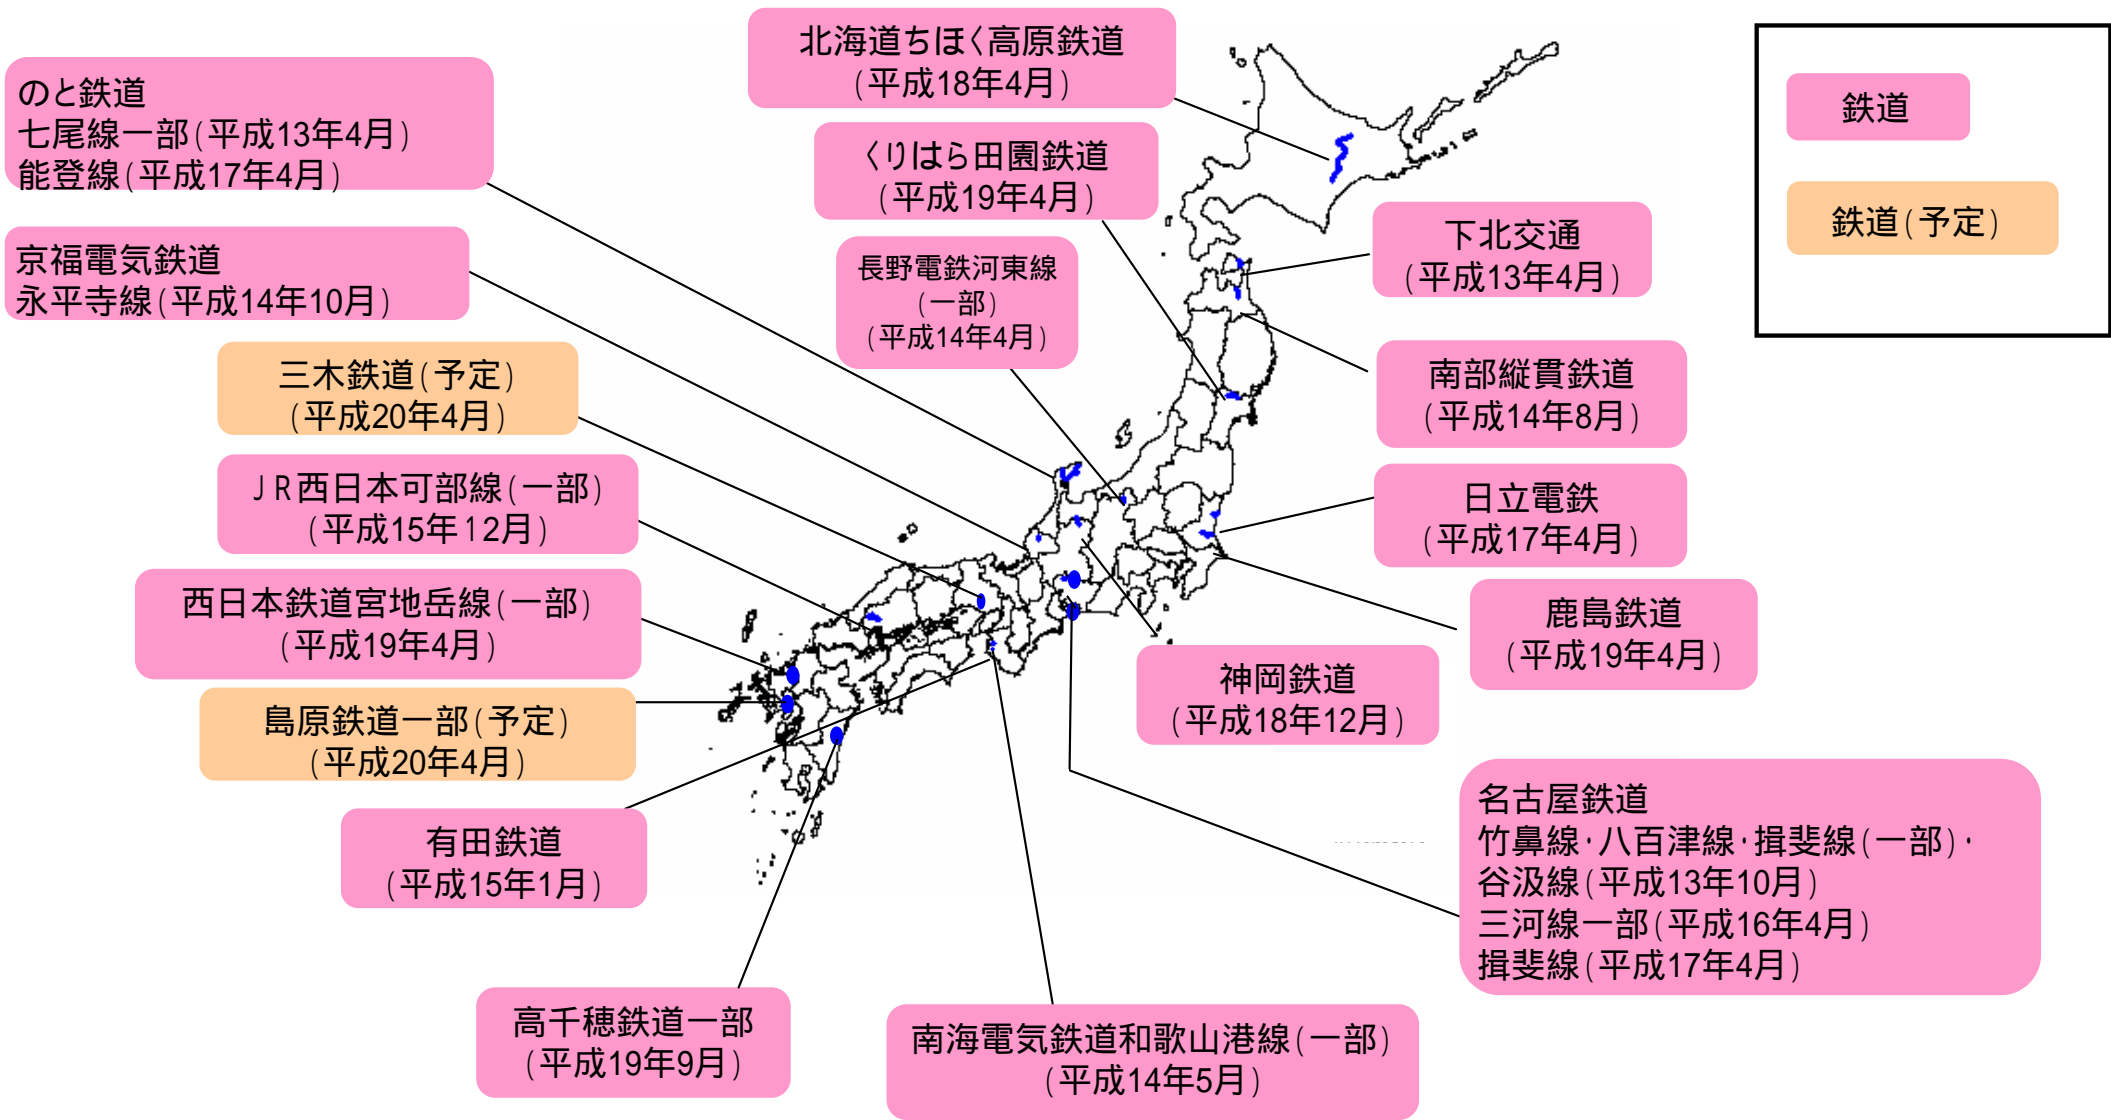 のと鉄道
七尾線一部(平成13年4月)
能登線(平成17年4月)
京福電気鉄道
永平寺線(平成14年10月)
三木鉄道(予定)
(平成20年4月)
JR西日本可部線(一部)
(平成15年12月)
西日本鉄道宮地岳線(一部)
(平成19年4月)
島原鉄道一部(予定)
(平成20年4月)
有田鉄道
(平成15年1月)
高千穂鉄道一部
(平成19年9月)
南海電気鉄道和歌山港線(一部)
(平成14年5月)
北海道ちほく高原鉄道
(平成18年4月)
くりはら田園鉄道
(平成19年4月)
長野電鉄河東線
(一部)
(平成14年4月)
下北交通
(平成13年4月)
南部縦貫鉄道
(平成14年8月)
日立電鉄
(平成17年4月)
鹿島鉄道
(平成19年4月)
神岡鉄道
(平成18年12月)
名古屋鉄道
竹鼻線・八百津線・揖斐線(一部)・
谷汲線(平成13年10月)
三河線一部(平成16年4月)
揖斐線(平成17年4月)
鉄道
鉄道(予定)